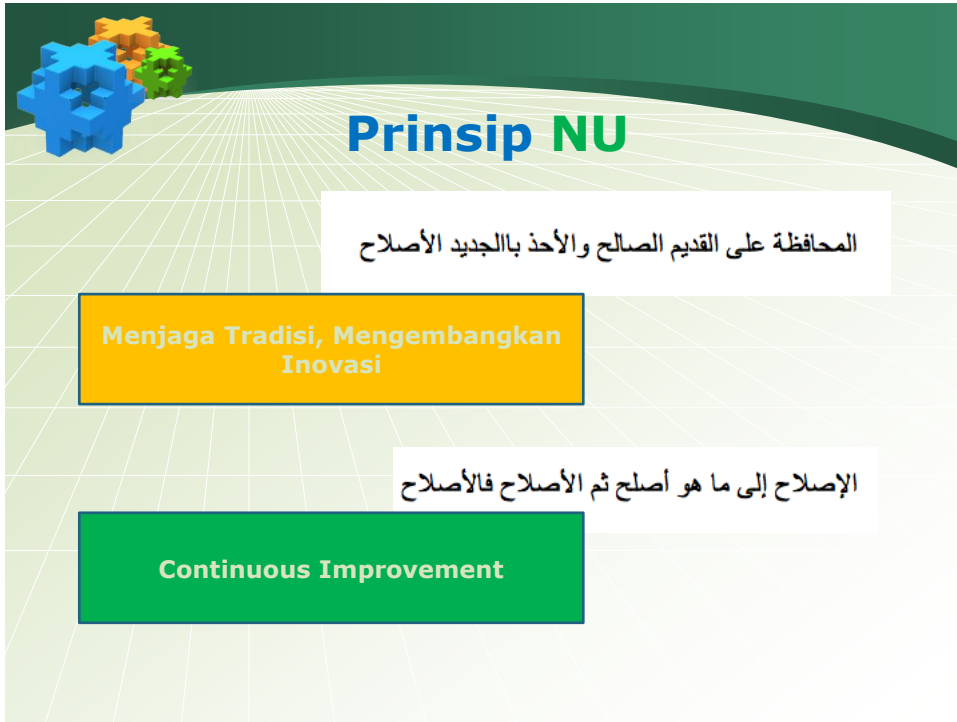 Prinsip NU
المحافظة على القديم الصالح والأحذ باالجديد الأصلاح
Menjaga Tradisi, Mengembangkan
Inovasi
الإصلاح إلى ما هو أصلح ثم الأصلاح فالأصلاح
Continuous Improvement